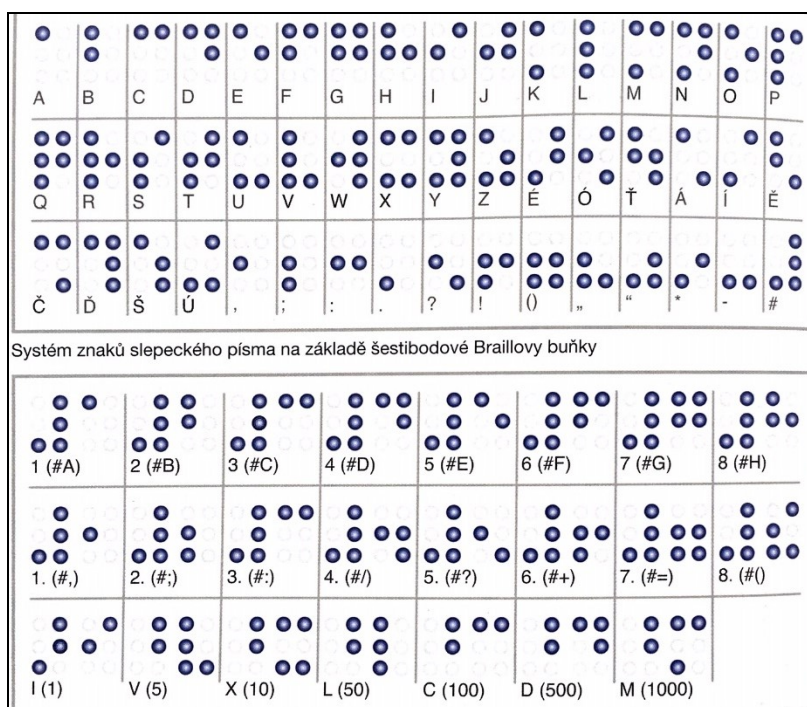 A B C D E F G H I J K L M N O P
Q R S T U V W X Y Z É Ó Ť Á Í Ě
Č Ď Š Ú , ; : . ? ! () „ “ * - #
Systém znaků slepeckého písma na základě šestibodové Braillovy buňky
1 (#A) 2 (#B) 3 (#C) 4 (#D) 5 (#E) 6 (#F) 7 (#G) 8 (#H)
1. (#,) 2. (#;) 3. (#:) 4. (#/) 5. (#?) 6. (#+) 7. (#=) 8. (#()
I (1) V (5) X (10) L (50) C (100) D (500) M (1000)